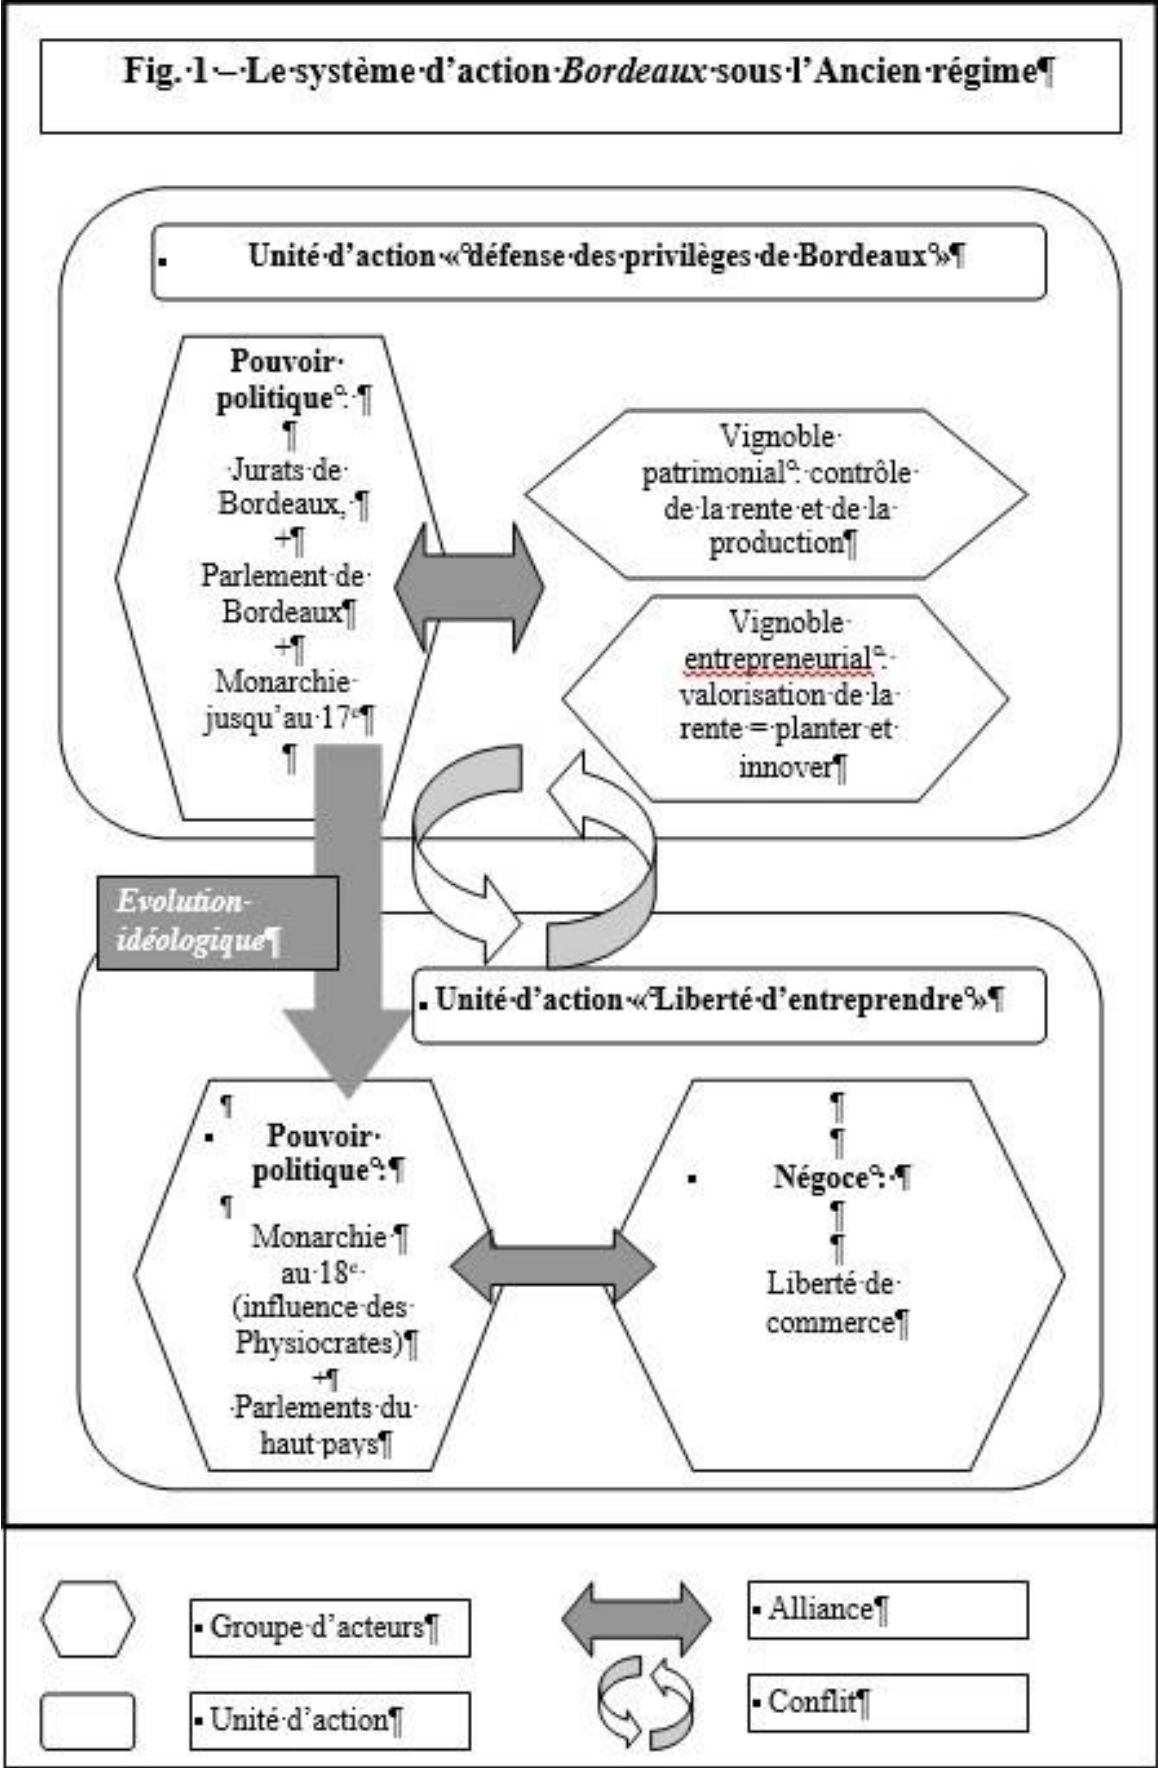 Fig.·1·–·Le·système·d’action·Bordeaux·sous·l’Ancien·régime¶
▪ Unité·d’action·«°défense·des·privilèges·de·Bordeaux°»¶
Pouvoir·
politique°:·¶
¶
·Jurats·de·
Bordeaux,·¶
+¶
Parlement·de·
Bordeaux¶
+¶
Monarchie·
jusqu’au·17e¶
¶
Vignoble·
patrimonial°:·contrôle·
de·la·rente·et·de·la·
production¶
Vignoble·
entrepreneurial°:·
valorisation·de·la·
rente·=·planter·et·
innover¶
Evolution·
idéologique¶
▪ Unité·d’action·«°Liberté·d’entreprendre°»¶
¶
▪ Pouvoir·
politique°:¶
¶
Monarchie·¶
au·18e·
(influence·des·
Physiocrates)¶
+¶
·Parlements·du·
haut·pays¶
¶
¶
▪ Négoce°:·¶
¶
¶
Liberté·de·
commerce¶
▪ Groupe·d’acteurs¶
▪ Unité·d’action¶
▪ Alliance¶
▪ Conflit¶